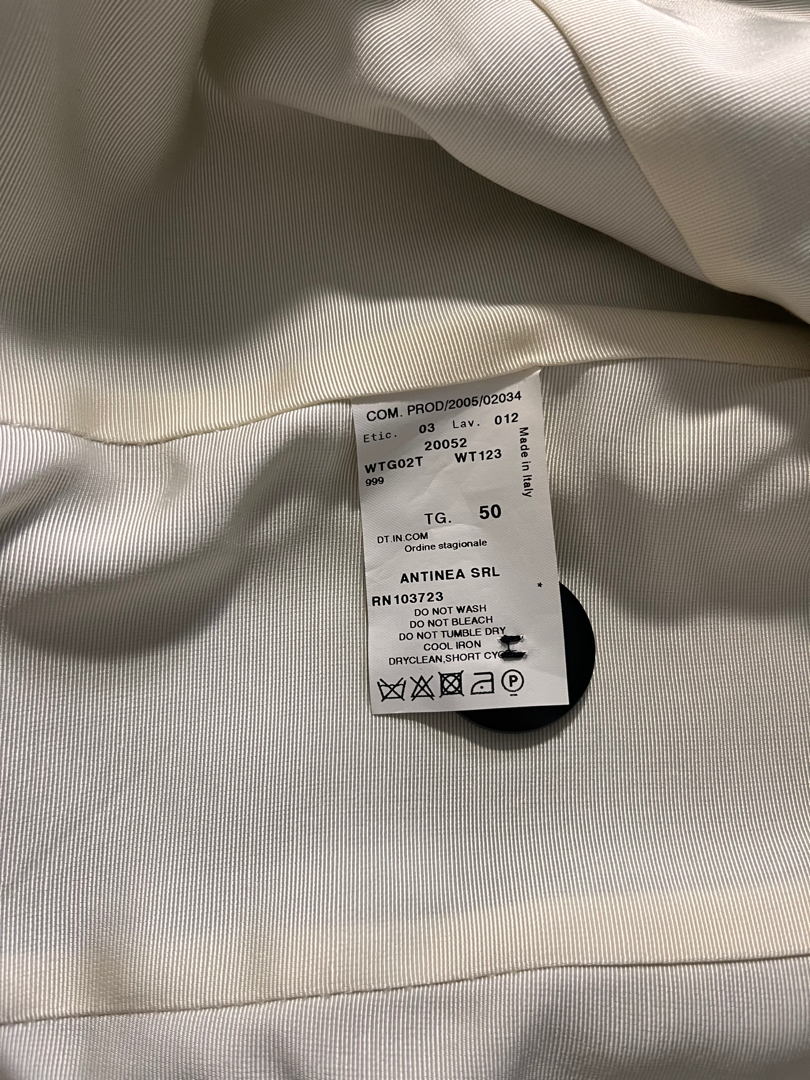 COM. PROD/2005/02034
Etic. 03 Lav. 012
20052
WTG02T WT123
999
Made in Italy
TG. 50
DT.IN.COM
Ordine stagionale
ANTINEA SRL
*
RN103723
DO NOT WASH
DO NOT BLEACH
DO NOT TUMBLE DRY
COOL IRON
DRYCLEAN,SHORT
P